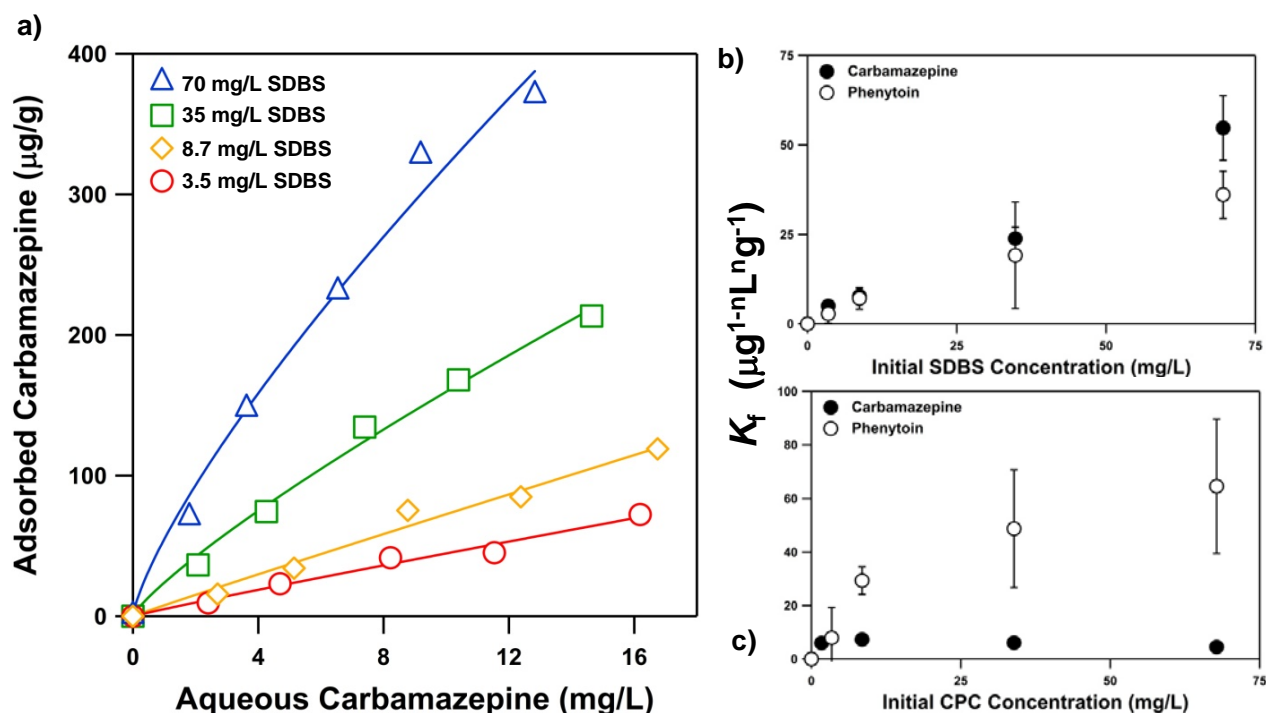 a)
400
300
200
100
0
0 4 8 12 16
Adsorbed Carbamazepine (µg/g)
Aqueous Carbamazepine (mg/L)
70 mg/L SDBS
35 mg/L SDBS
8.7 mg/L SDBS
3.5 mg/L SDBS
b)
75
50
25
0
0 25 50 75
Carbamazepine
Phenytoin
Initial SDBS Concentration (mg/L)
Kf (µg1-nLng-1)
c)
100
80
60
40
20
0
0 25 50 75
Carbamazepine
Phenytoin
Initial CPC Concentration (mg/L)